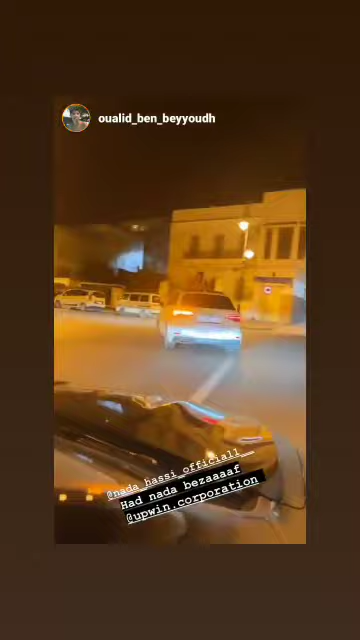 oualid_ben_beyyoudh
@nada_hassi_officiall__
Had nada bezaaaaf
@upwin.corporation